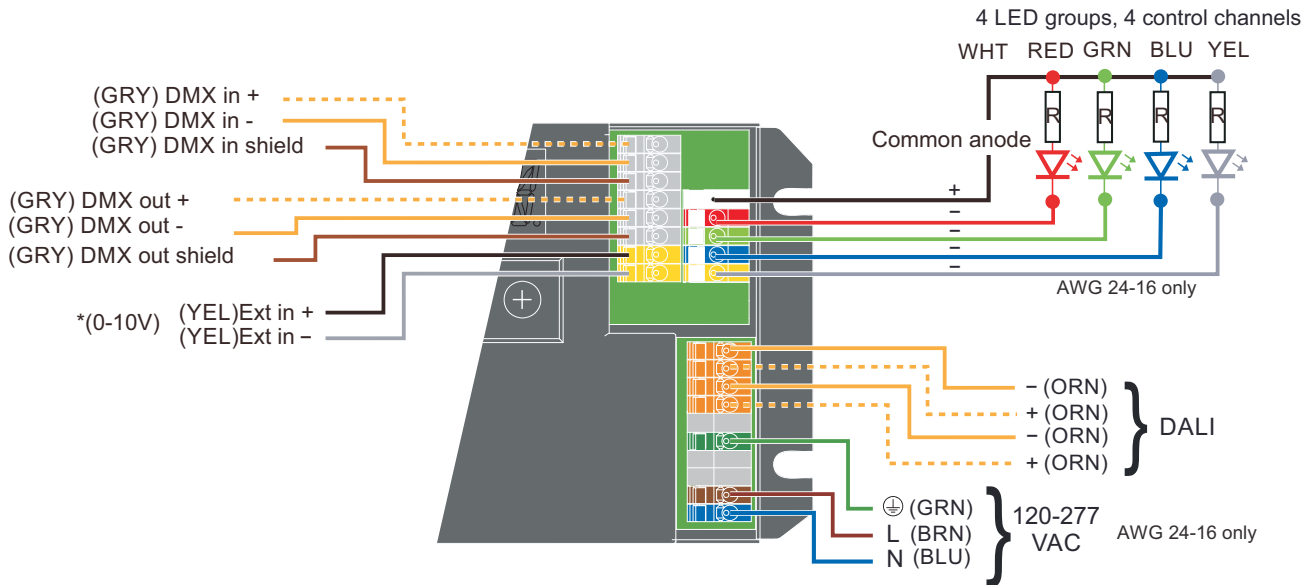 4 LED groups, 4 control channels
WHT RED GRN BLU YEL
R R R R
Common anode
+
–
–
–
–
AWG 24-16 only
(GRY) DMX in +
(GRY) DMX in -
(GRY) DMX in shield
(GRY) DMX out +
(GRY) DMX out -
(GRY) DMX out shield
*(0-10V) (YEL)Ext in +
(YEL)Ext in –
– (ORN)
+ (ORN)
– (ORN)
+ (ORN)
} DALI
(GRN)
L (BRN)
N (BLU)
} 120-277
VAC
AWG 24-16 only